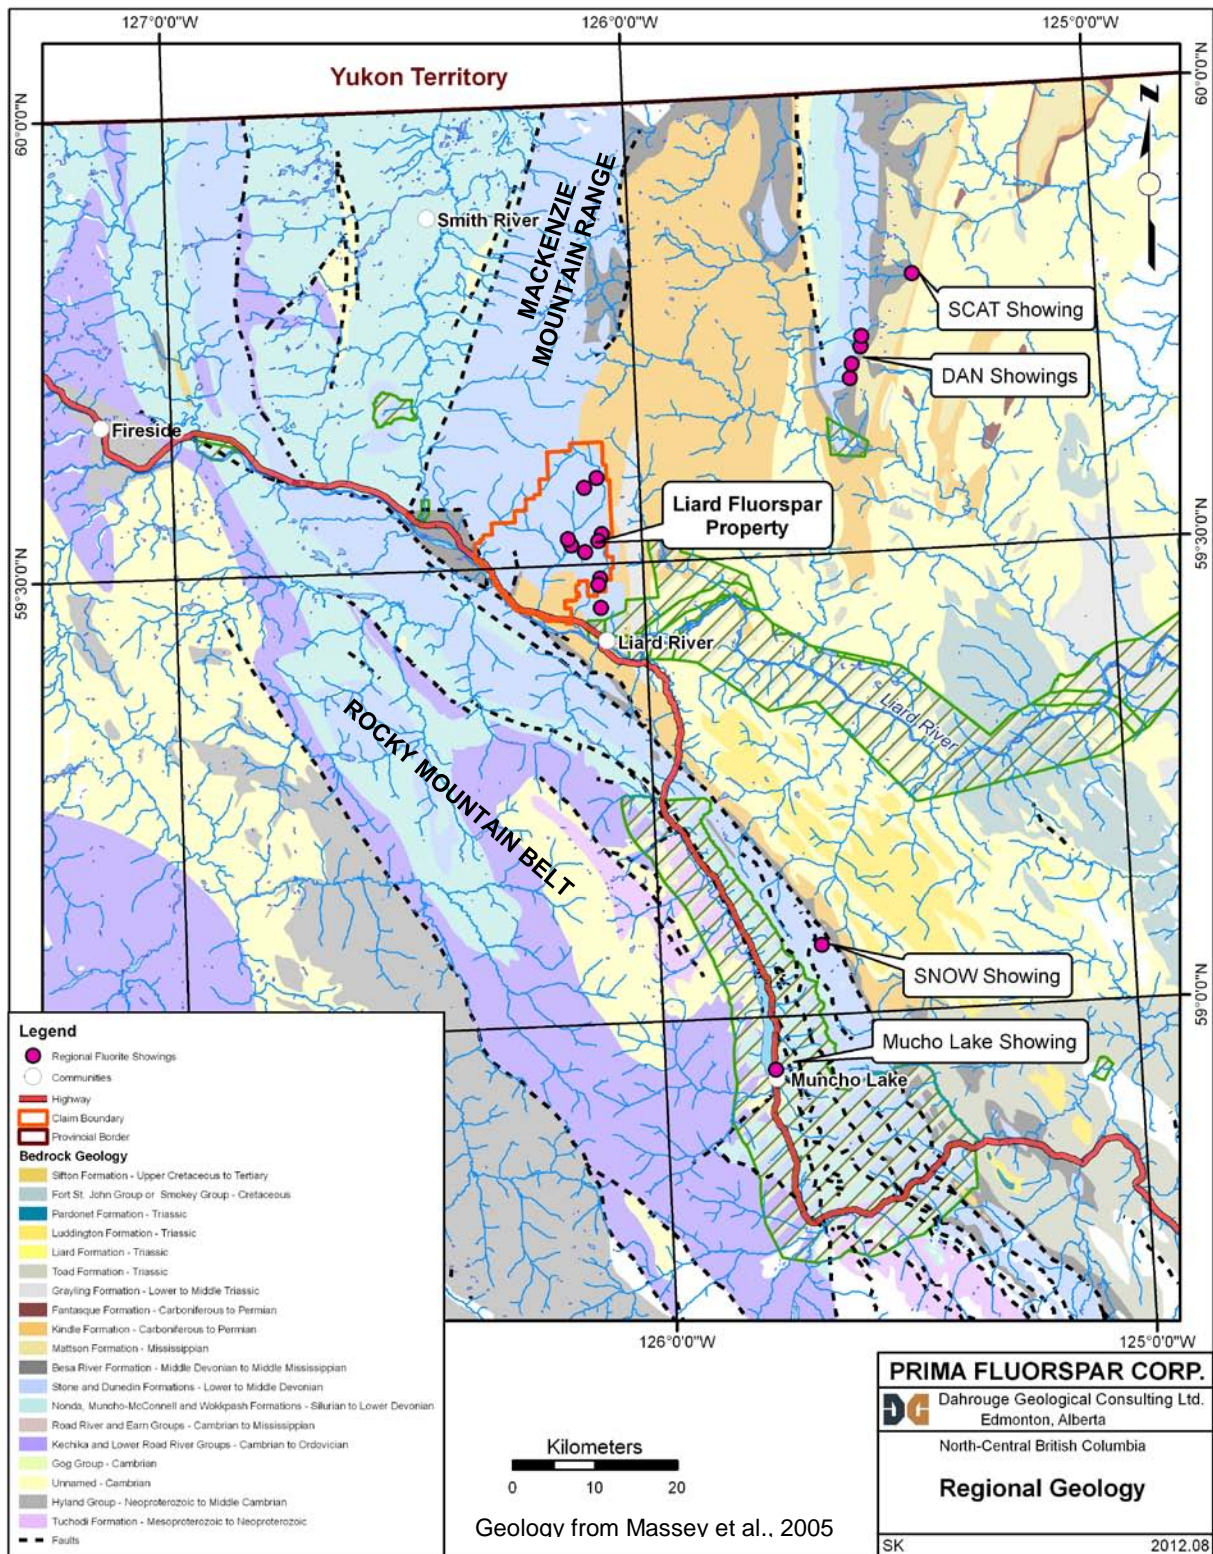 127°0'0"W
126°0'0"W
125°0'0"W
Yukon Territory
60°0'0"N
60°0'0"N
N
MACKENZIE
MOUNTAIN RANGE
Smith River
SCAT Showing
DAN Showings
Fireside
Liard Fluorspar
Property
59°30'0"N
59°30'0"N
Liard River
Liard River
ROCKY MOUNTAIN BELT
SNOW Showing
59°0'0"N
Mucho Lake Showing
Muncho Lake
Legend
Regional Fluorite Showings
Communities
Highway
Claim Boundary
Provincial Border
Bedrock Geology
Sifton Formation - Upper Cretaceous to Tertiary
Fort St. John Group or Smokey Group - Cretaceous
Pardonet Formation - Triassic
Luddington Formation - Triassic
Liard Formation - Triassic
Toad Formation - Triassic
Grayling Formation - Lower to Middle Triassic
Fantasque Formation - Carboniferous to Permian
Kindle Formation - Carboniferous to Permian
Mattson Formation - Mississippian
Besa River Formation - Middle Devonian to Middle Mississippian
Stone and Dunedin Formations - Lower to Middle Devonian
Nonda, Muncho-McConnell and Wokkpash Formations - Silurian to Lower Devonian
Road River and Earn Groups - Cambrian to Mississippian
Kechika and Lower Road River Groups - Cambrian to Ordovician
Gog Group - Cambrian
Unnamed - Cambrian
Hyland Group - Neoproterozoic to Middle Cambrian
Tuchodi Formation - Mesoproterozoic to Neoproterozoic
Faults
126°0'0"W
125°0'0"W
Kilometers
0 10 20
Geology from Massey et al., 2005
PRIMA FLUORSPAR CORP.
DG
Dahrouge Geological Consulting Ltd.
Edmonton, Alberta
North-Central British Columbia
Regional Geology
SK 2012.08